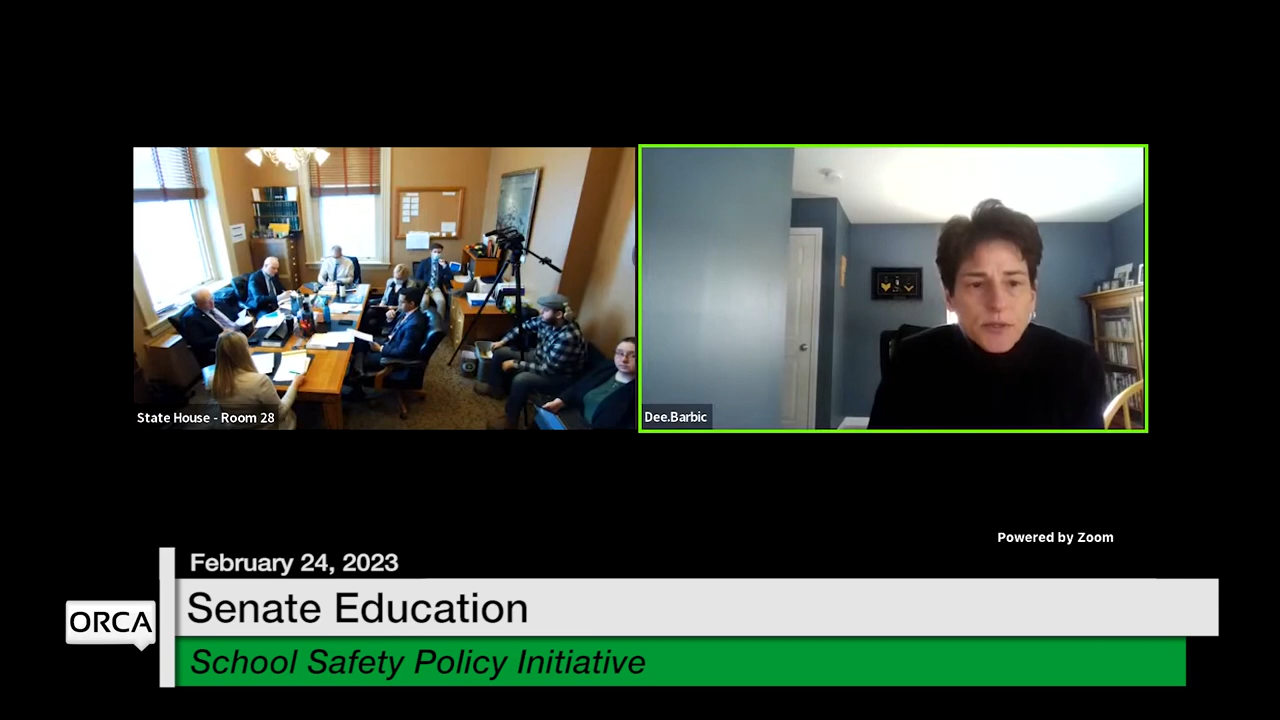 State House - Room 28
Dee.Barbic
Powered by Zoom
February 24, 2023
Senate Education
ORCA
School Safety Policy Initiative